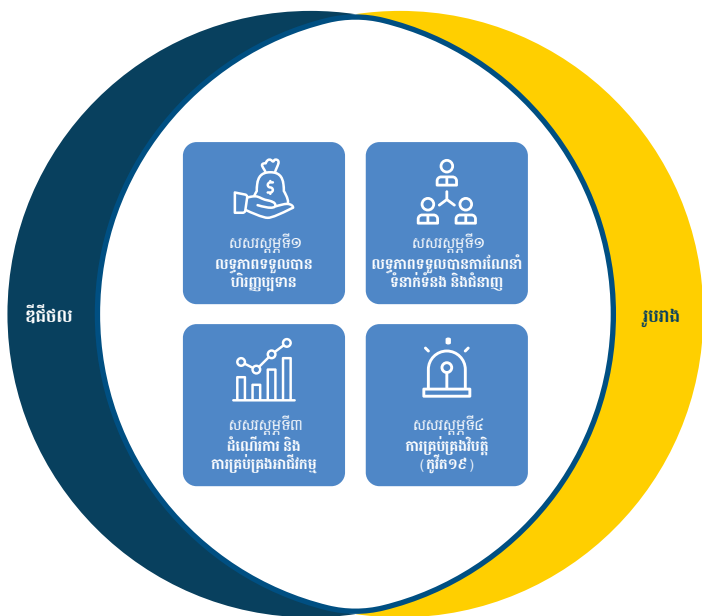 $
សសរស្តម្ភទី១
លទ្ធភាពទទួលបាន
ហិរញ្ញប្បទាន
សសរស្តម្ភទី១
លទ្ធភាពទទួលបានការណែនាំ
ទំនាក់ទំនង និងជំនាញ
ឌីជីថល
រូបរាង
សសរស្តម្ភទី៣
ដំណើរការ និង
ការគ្រប់គ្រងអាជីវកម្ម
សសរស្តម្ភទី៤
ការគ្រប់គ្រងវិបត្តិ
(កូវីត១៩)